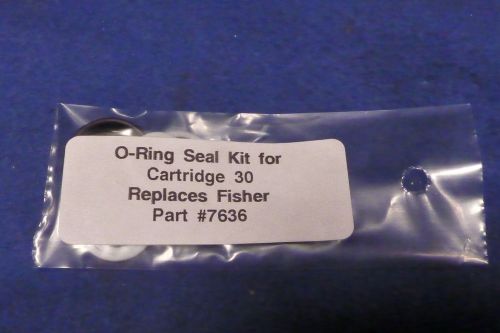 O-Ring Seal Kit for
Cartridge 30
Replaces Fisher
Part #7636